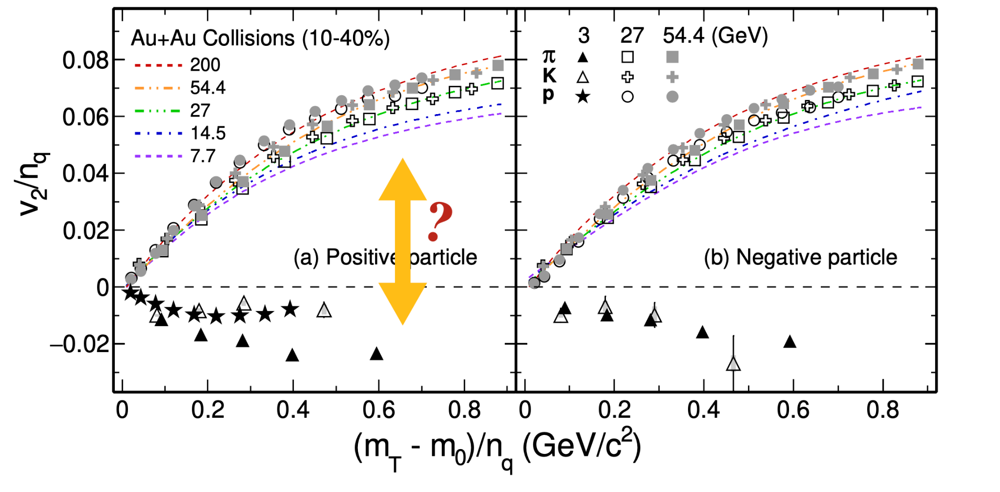 Au+Au Collisions (10-40%)
200
54.4
27
14.5
7.7
3 27 54.4 (GeV)
π
K
p
?
(a) Positive particle
(b) Negative particle
0.08
0.06
0.04
0.02
0
−0.02
v2/nq
0 0.2 0.4 0.6 0.8
0 0.2 0.4 0.6 0.8
(mT - m0)/nq (GeV/c2)